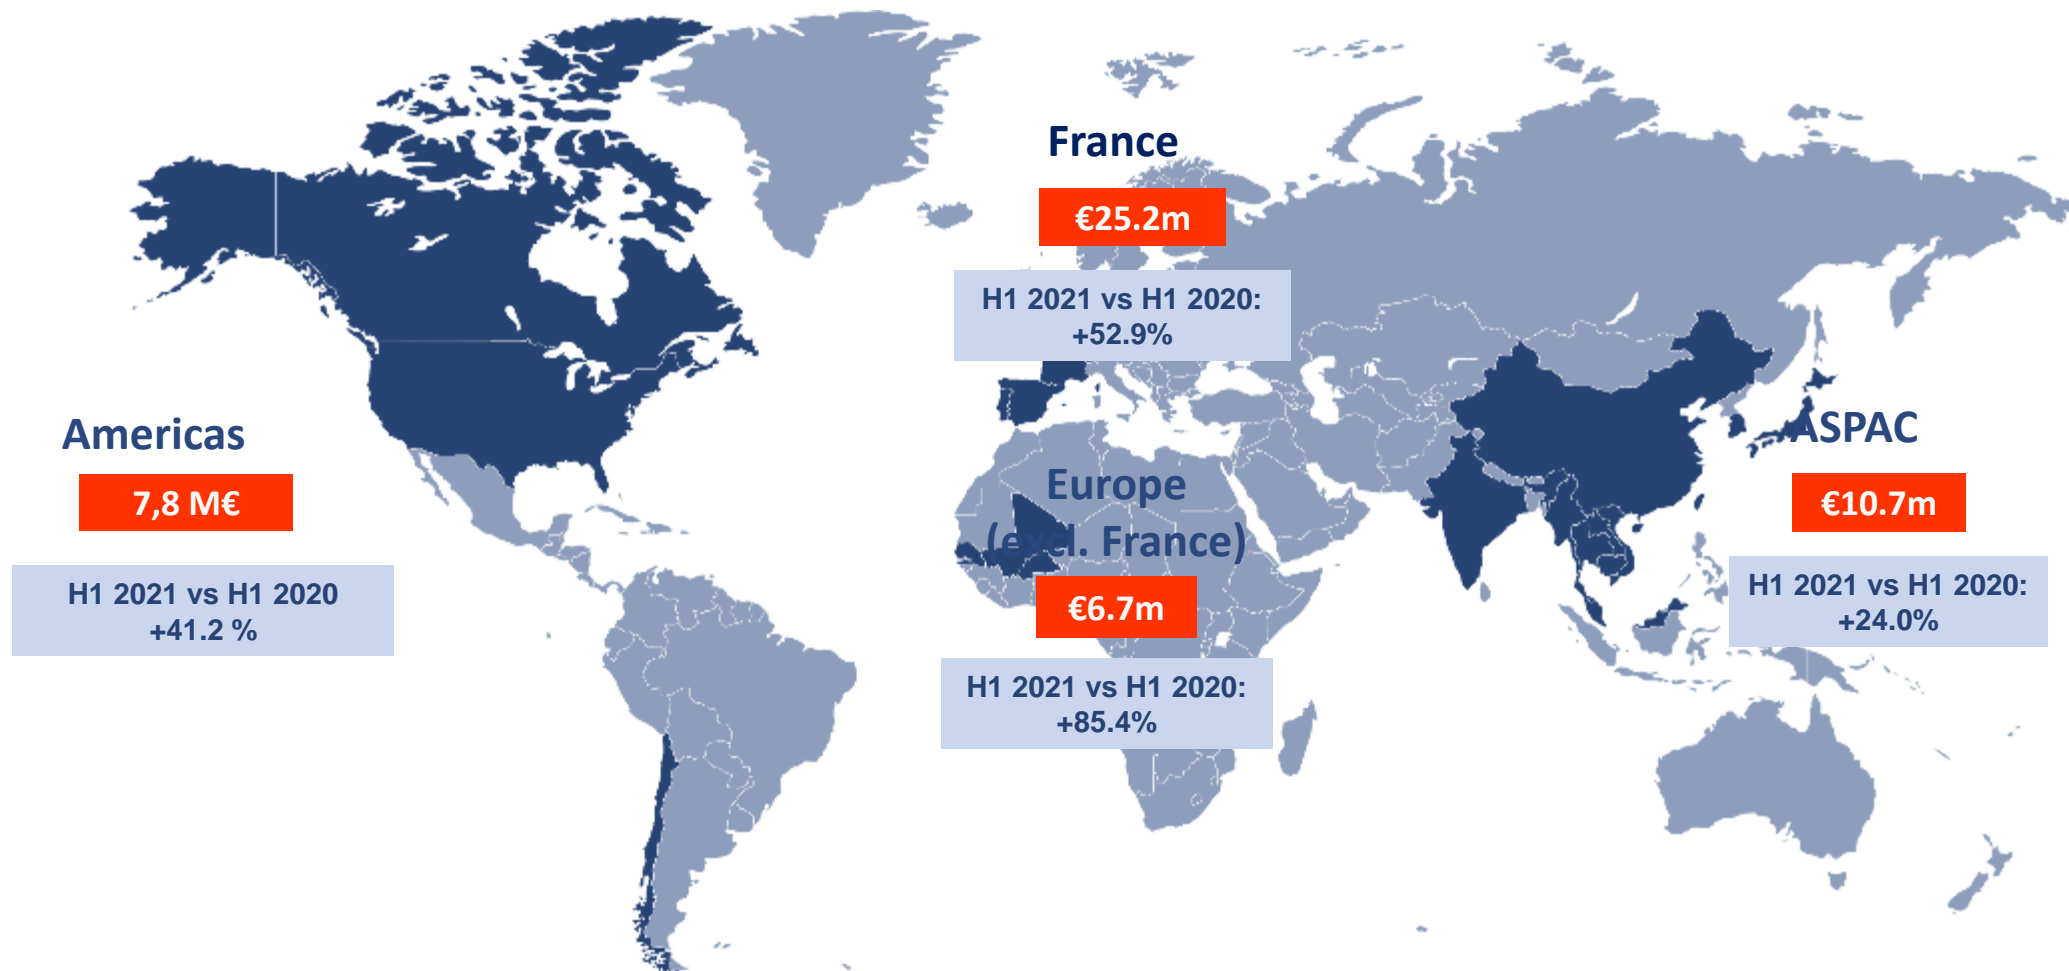 France
€25.2m
H1 2021 vs H1 2020:
+52.9%
Americas
7,8 M€
H1 2021 vs H1 2020
+41.2 %
Europe
(excl. France)
€6.7m
H1 2021 vs H1 2020:
+85.4%
ASPAC
€10.7m
H1 2021 vs H1 2020:
+24.0%